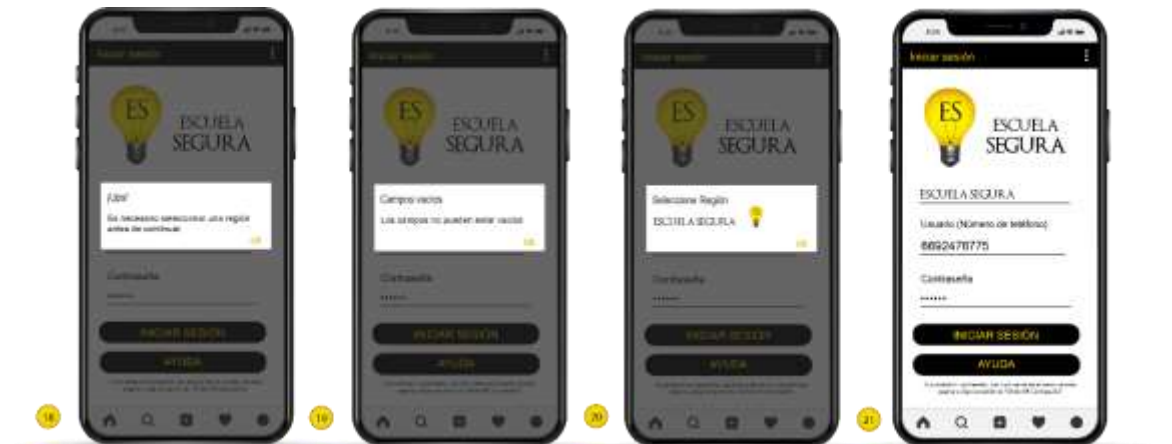 Iniciar sesión
ES
ESCUELA
SEGURA
¡Ups!
Es necesario seleccionar una región
antes de continuar
OK
Contraseña
INICIAR SESIÓN
AYUDA
18
Iniciar sesión
ES
ESCUELA
SEGURA
Campos vacíos
Los campos no pueden estar vacíos
OK
Contraseña
INICIAR SESIÓN
AYUDA
19
Iniciar sesión
ES
ESCUELA
SEGURA
Seleccione Región
ESCUELA SEGURA
OK
Contraseña
INICIAR SESIÓN
AYUDA
20
Iniciar sesión
ES
ESCUELA
SEGURA
ESCUELA SEGURA
Usuario (Número de teléfono)
6692476775
Contraseña
INICIAR SESIÓN
AYUDA
21